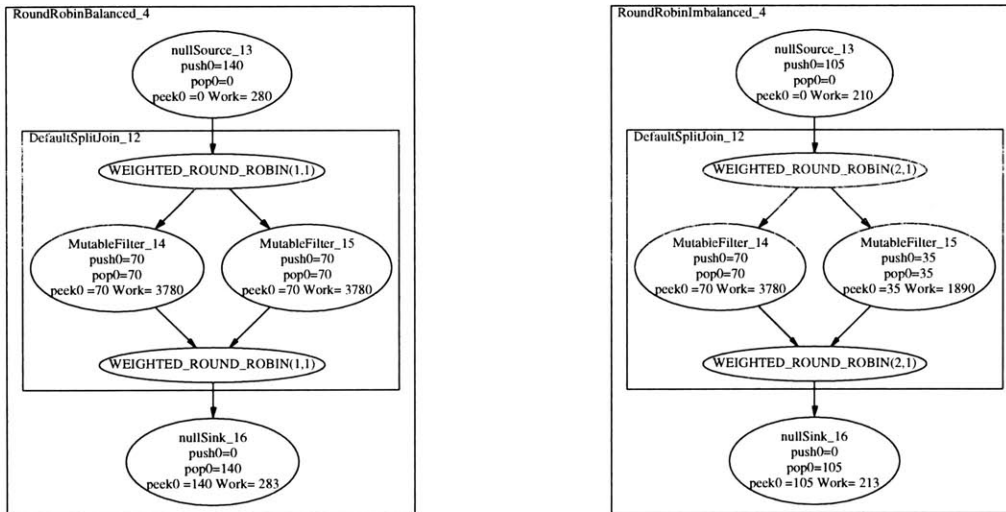 RoundRobinBalanced_4
nullSource_13
push0=140
pop0=0
peek0 =0 Work= 280
DefaultSplitJoin_12
WEIGHTED_ROUND_ROBIN(1,1)
MutableFilter_14
push0=70
pop0=70
peek0 =70 Work= 3780
MutableFilter_15
push0=70
pop0=70
peek0 =70 Work= 3780
WEIGHTED_ROUND_ROBIN(1,1)
nullSink_16
push0=0
pop0=140
peek0 =140 Work= 283
RoundRobinImbalanced_4
nullSource_13
push0=105
pop0=0
peek0 =0 Work= 210
DefaultSplitJoin_12
WEIGHTED_ROUND_ROBIN(2,1)
MutableFilter_14
push0=70
pop0=70
peek0 =70 Work= 3780
MutableFilter_15
push0=35
pop0=35
peek0 =35 Work= 1890
WEIGHTED_ROUND_ROBIN(2,1)
nullSink_16
push0=0
pop0=105
peek0 =105 Work= 213